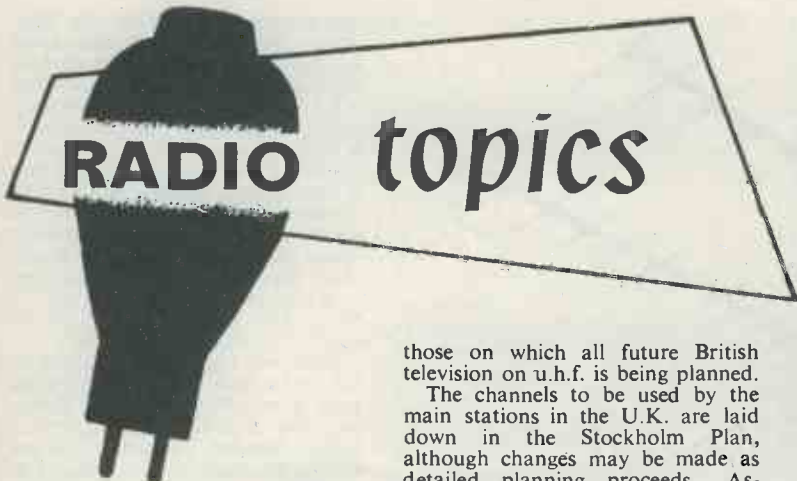 RADIO topics
those on which all future British
television on u.h.f. is being planned.
The channels to be used by the
main stations in the U.K. are laid
down in the Stockholm Plan,
although changes may be made as
detailed planning proceeds. As-